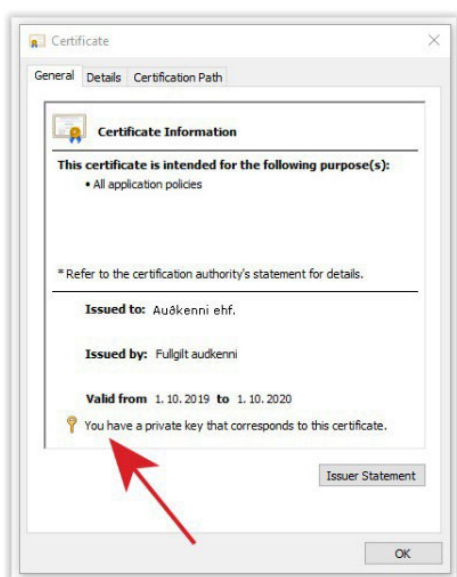 Certificate
General Details Certification Path
Certificate Information
This certificate is intended for the following purpose(s):
• All application policies
* Refer to the certification authority's statement for details.
Issued to: Auðkenni ehf.
Issued by: Fullgilt audkenni
Valid from 1. 10. 2019 to 1. 10. 2020
You have a private key that corresponds to this certificate.
Issuer Statement
OK